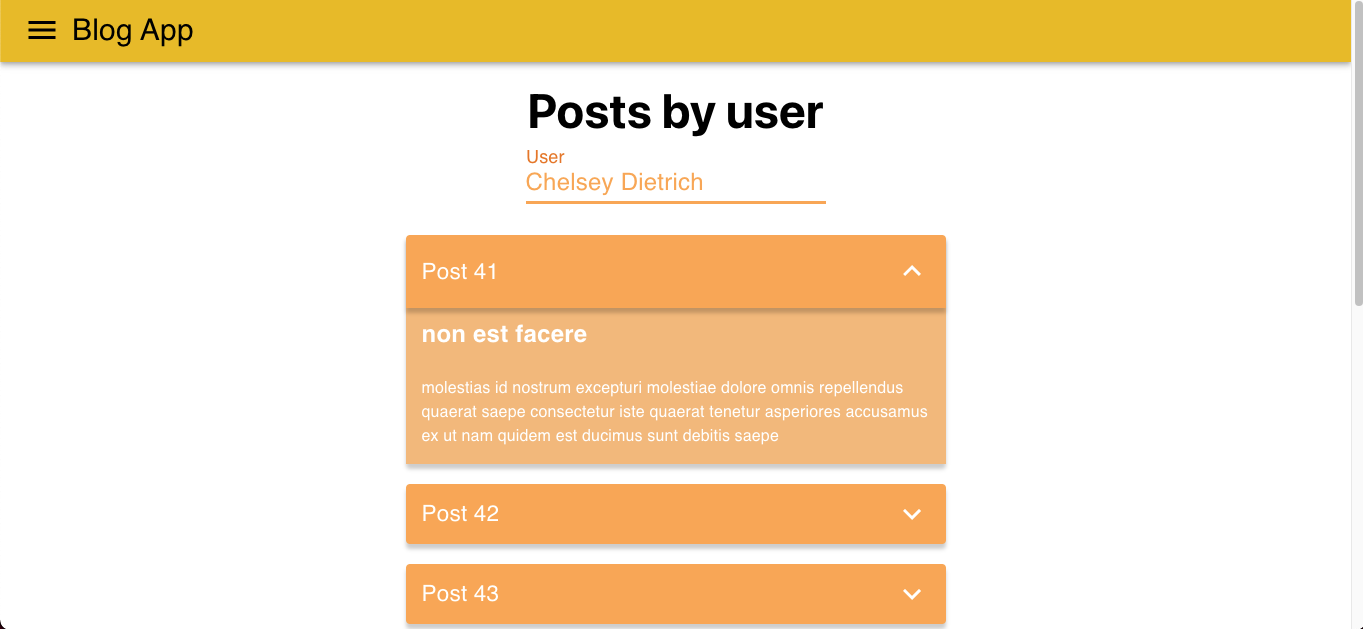 Blog App
Posts by user
User
Chelsey Dietrich
Post 41
non est facere
molestias id nostrum excepturi molestiae dolore omnis repellendus
quaerat saepe consectetur iste quaerat tenetur asperiores accusamus
ex ut nam quidem est ducimus sunt debitis saepe
Post 42
Post 43